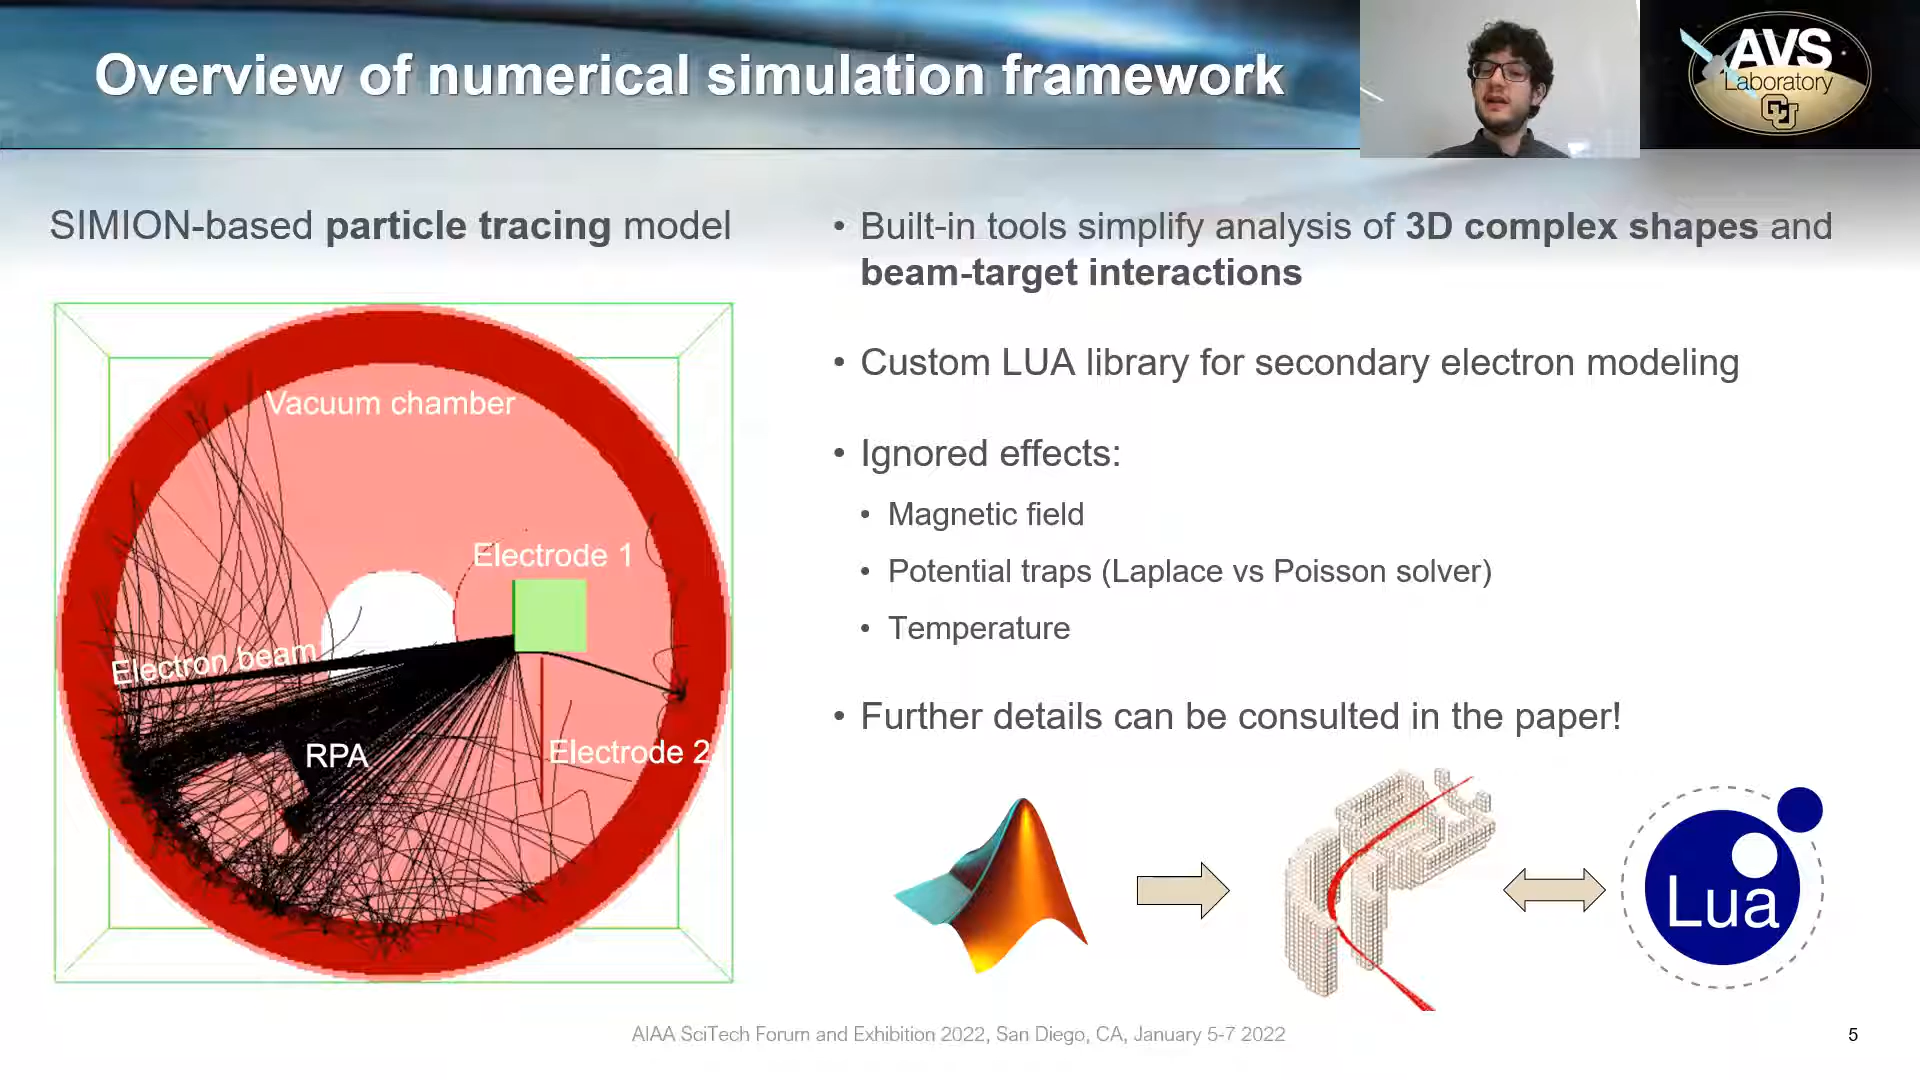 Overview of numerical simulation framework
AVS
Laboratory
CU
SIMION-based particle tracing model
Vacuum chamber
Electrode 1
Electron beam
RPA
Electrode 2
• Built-in tools simplify analysis of 3D complex shapes and
beam-target interactions
• Custom LUA library for secondary electron modeling
• Ignored effects:
• Magnetic field
• Potential traps (Laplace vs Poisson solver)
• Temperature
• Further details can be consulted in the paper!
Lua
AIAA SciTech Forum and Exhibition 2022, San Diego, CA, January 5-7 2022
5